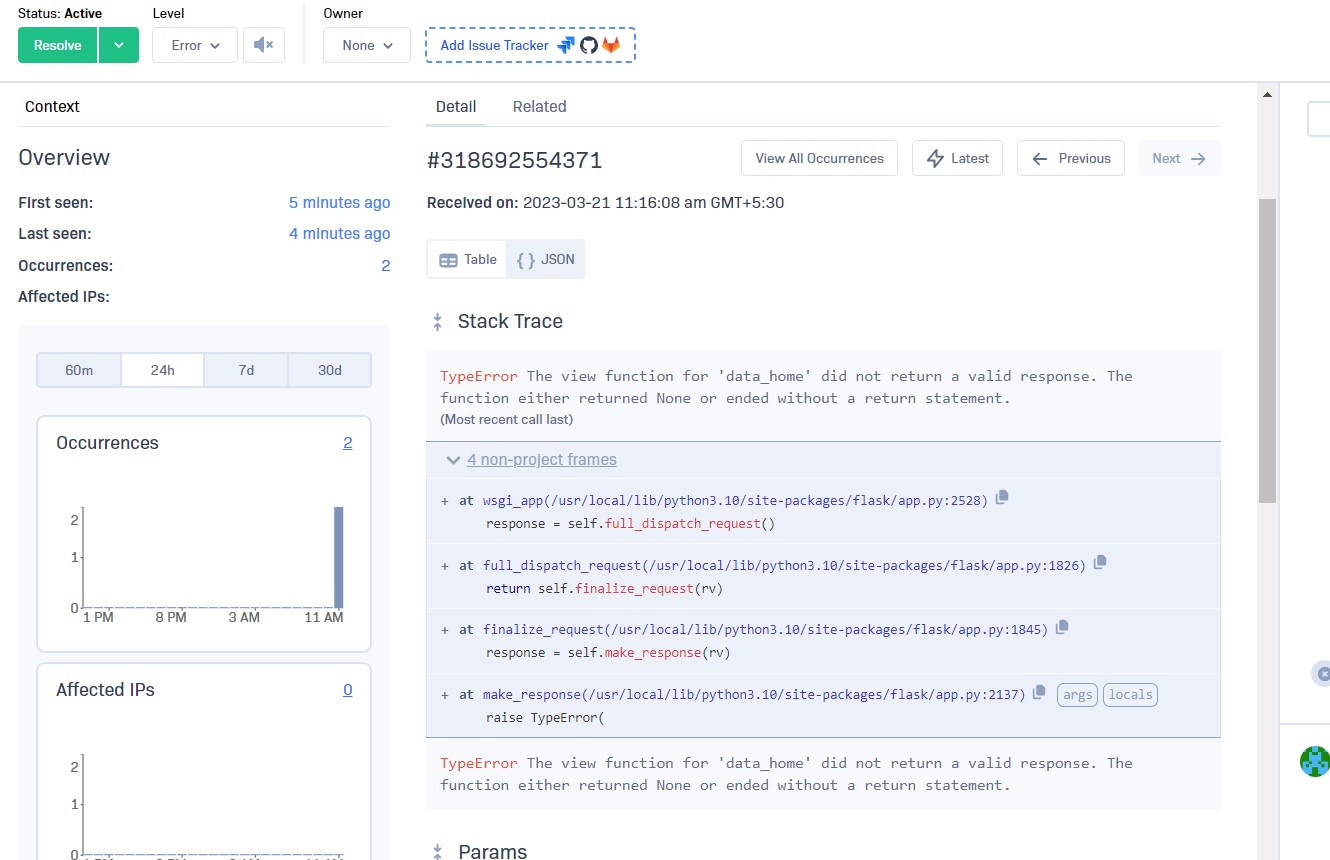 Status: Active
Level
Owner
Resolve
Error
None
Add Issue Tracker
Context
Detail
Related
Overview
First seen:
5 minutes ago
Last seen:
4 minutes ago
Occurrences:
2
Affected IPs:
60m
24h
7d
30d
Occurrences
2
2
1
0
1 PM
8 PM
3 AM
11 AM
Affected IPs
0
2
1
0
#318692554371
View All Occurrences
Latest
Previous
Next
Received on: 2023-03-21 11:16:08 am GMT+5:30
Table
{ } JSON
Stack Trace
TypeError The view function for 'data_home' did not return a valid response. The
function either returned None or ended without a return statement.
(Most recent call last)
4 non-project frames
+ at wsgi_app(/usr/local/lib/python3.10/site-packages/flask/app.py:2528)
response = self.full_dispatch_request()
+ at full_dispatch_request(/usr/local/lib/python3.10/site-packages/flask/app.py:1826)
return self.finalize_request(rv)
+ at finalize_request(/usr/local/lib/python3.10/site-packages/flask/app.py:1845)
response = self.make_response(rv)
+ at make_response(/usr/local/lib/python3.10/site-packages/flask/app.py:2137) args locals
raise TypeError(
TypeError The view function for 'data_home' did not return a valid response. The
function either returned None or ended without a return statement.
Params